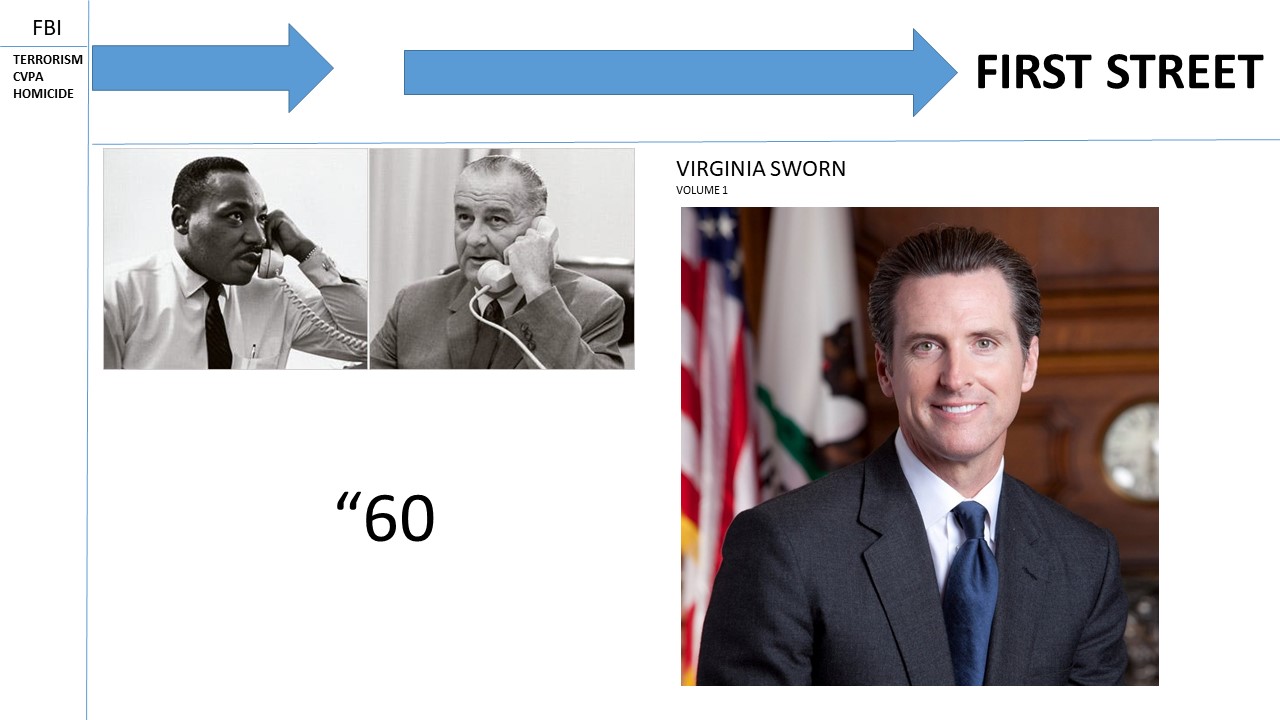 FBI
TERRORISM
CVPA
HOMICIDE
FIRST STREET
VIRGINIA SWORN
VOLUME 1
“60